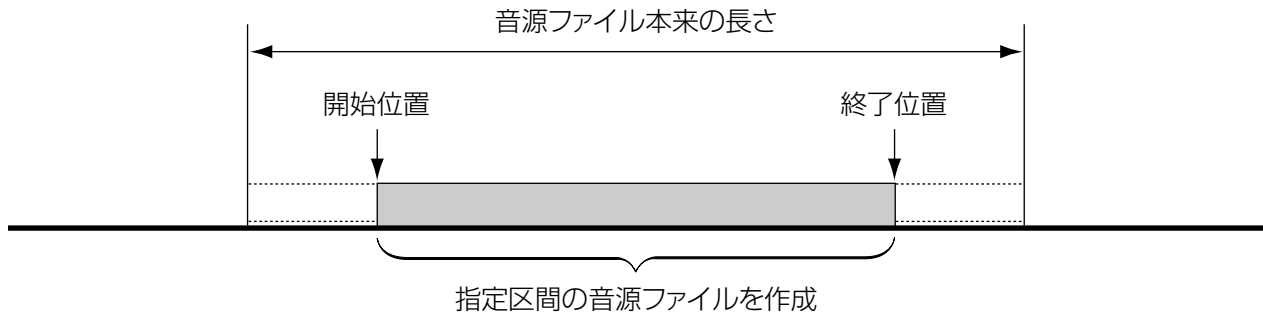 音源ファイル本来の長さ
開始位置
終了位置
指定区間の音源ファイルを作成